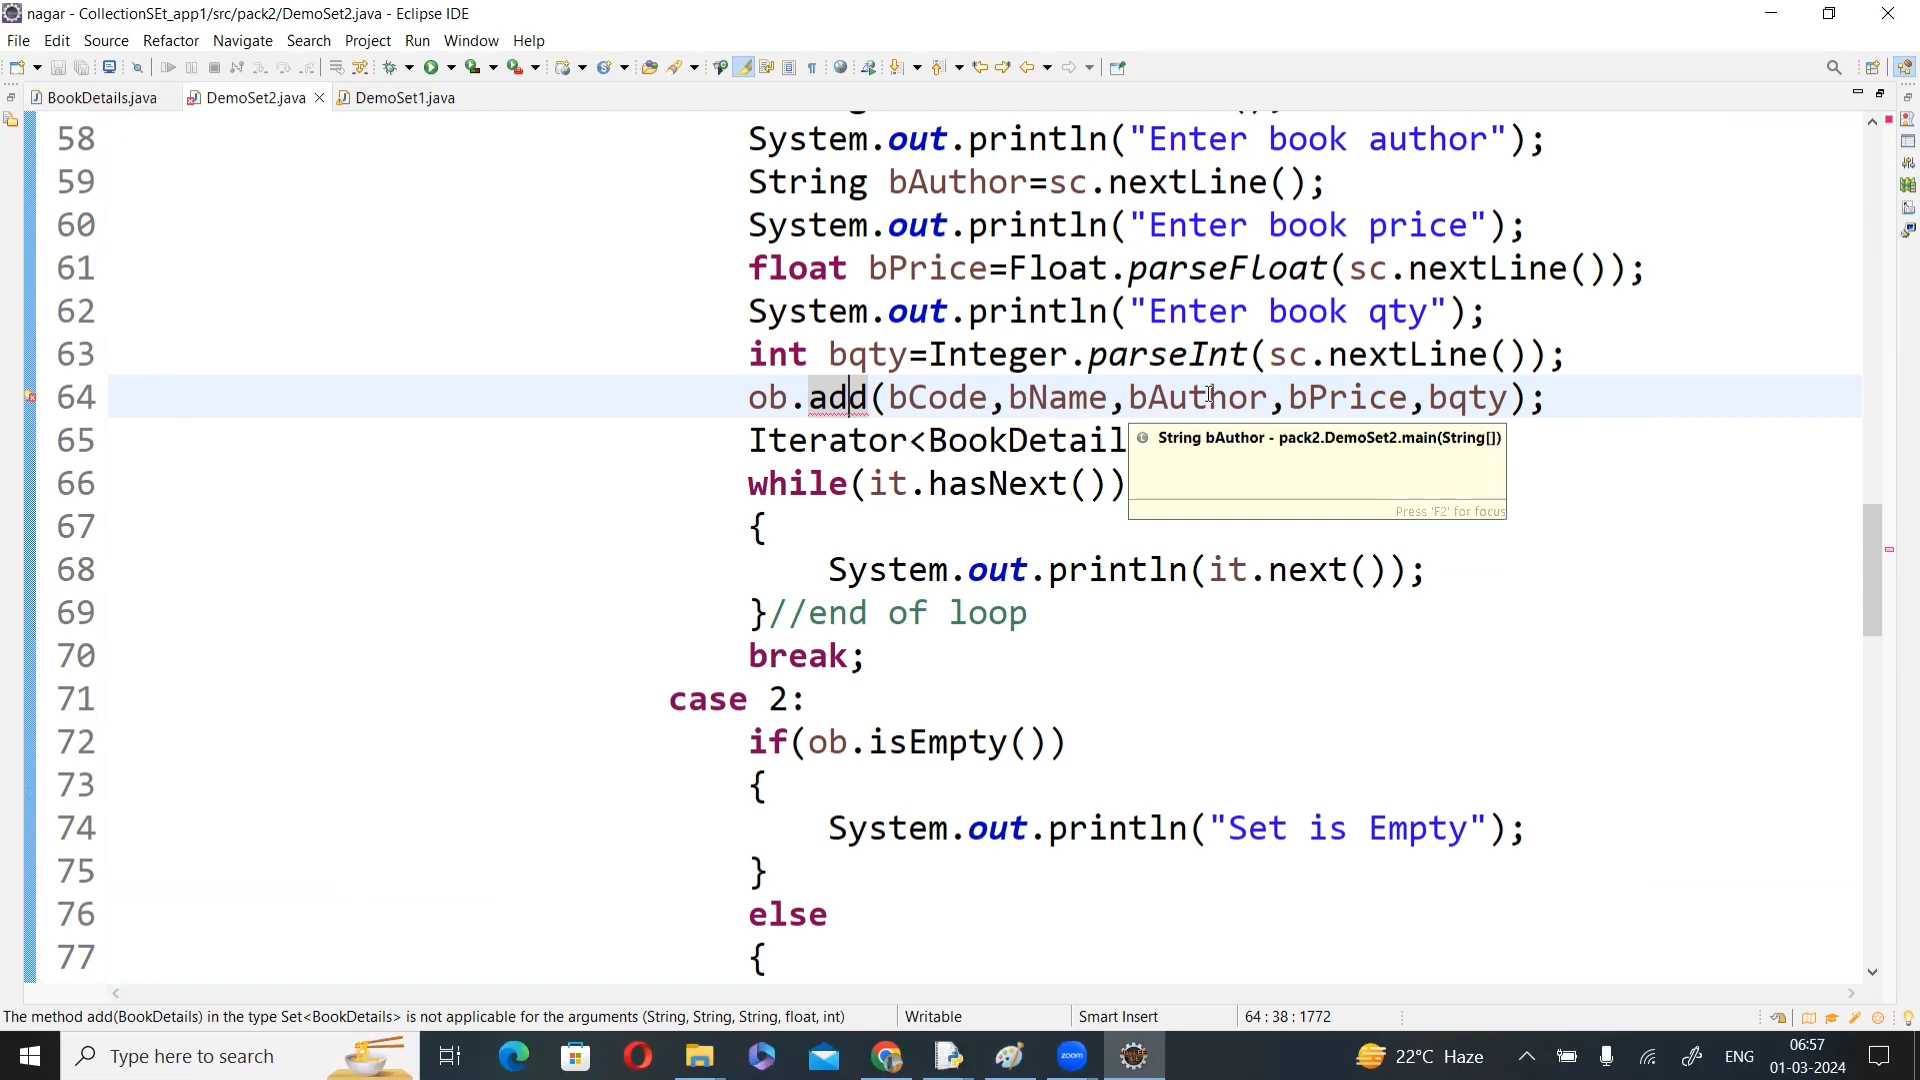 nagar - CollectionSEt_app1/src/pack2/DemoSet2.java - Eclipse IDE
File Edit Source Refactor Navigate Search Project Run Window Help
BookDetails.java DemoSet2.java DemoSet1.java
58 System.out.println("Enter book author");
59 String bAuthor=sc.nextLine();
60 System.out.println("Enter book price");
61 float bPrice=Float.parseFloat(sc.nextLine());
62 System.out.println("Enter book qty");
63 int bqty=Integer.parseInt(sc.nextLine());
64 ob.add(bCode,bName,bAuthor,bPrice,bqty);
65 Iterator<BookDetail
String bAuthor - pack2.DemoSet2.main(String[])
66 while(it.hasNext())
Press 'F2' for focus
67 {
68 System.out.println(it.next());
69 }//end of loop
70 break;
71 case 2:
72 if(ob.isEmpty())
73 {
74 System.out.println("Set is Empty");
75 }
76 else
77 {
The method add(BookDetails) in the type Set<BookDetails> is not applicable for the arguments (String, String, String, float, int) Writable Smart Insert 64 : 38 : 1772
Type here to search zoom 22°C Haze ENG 06:57
01-03-2024